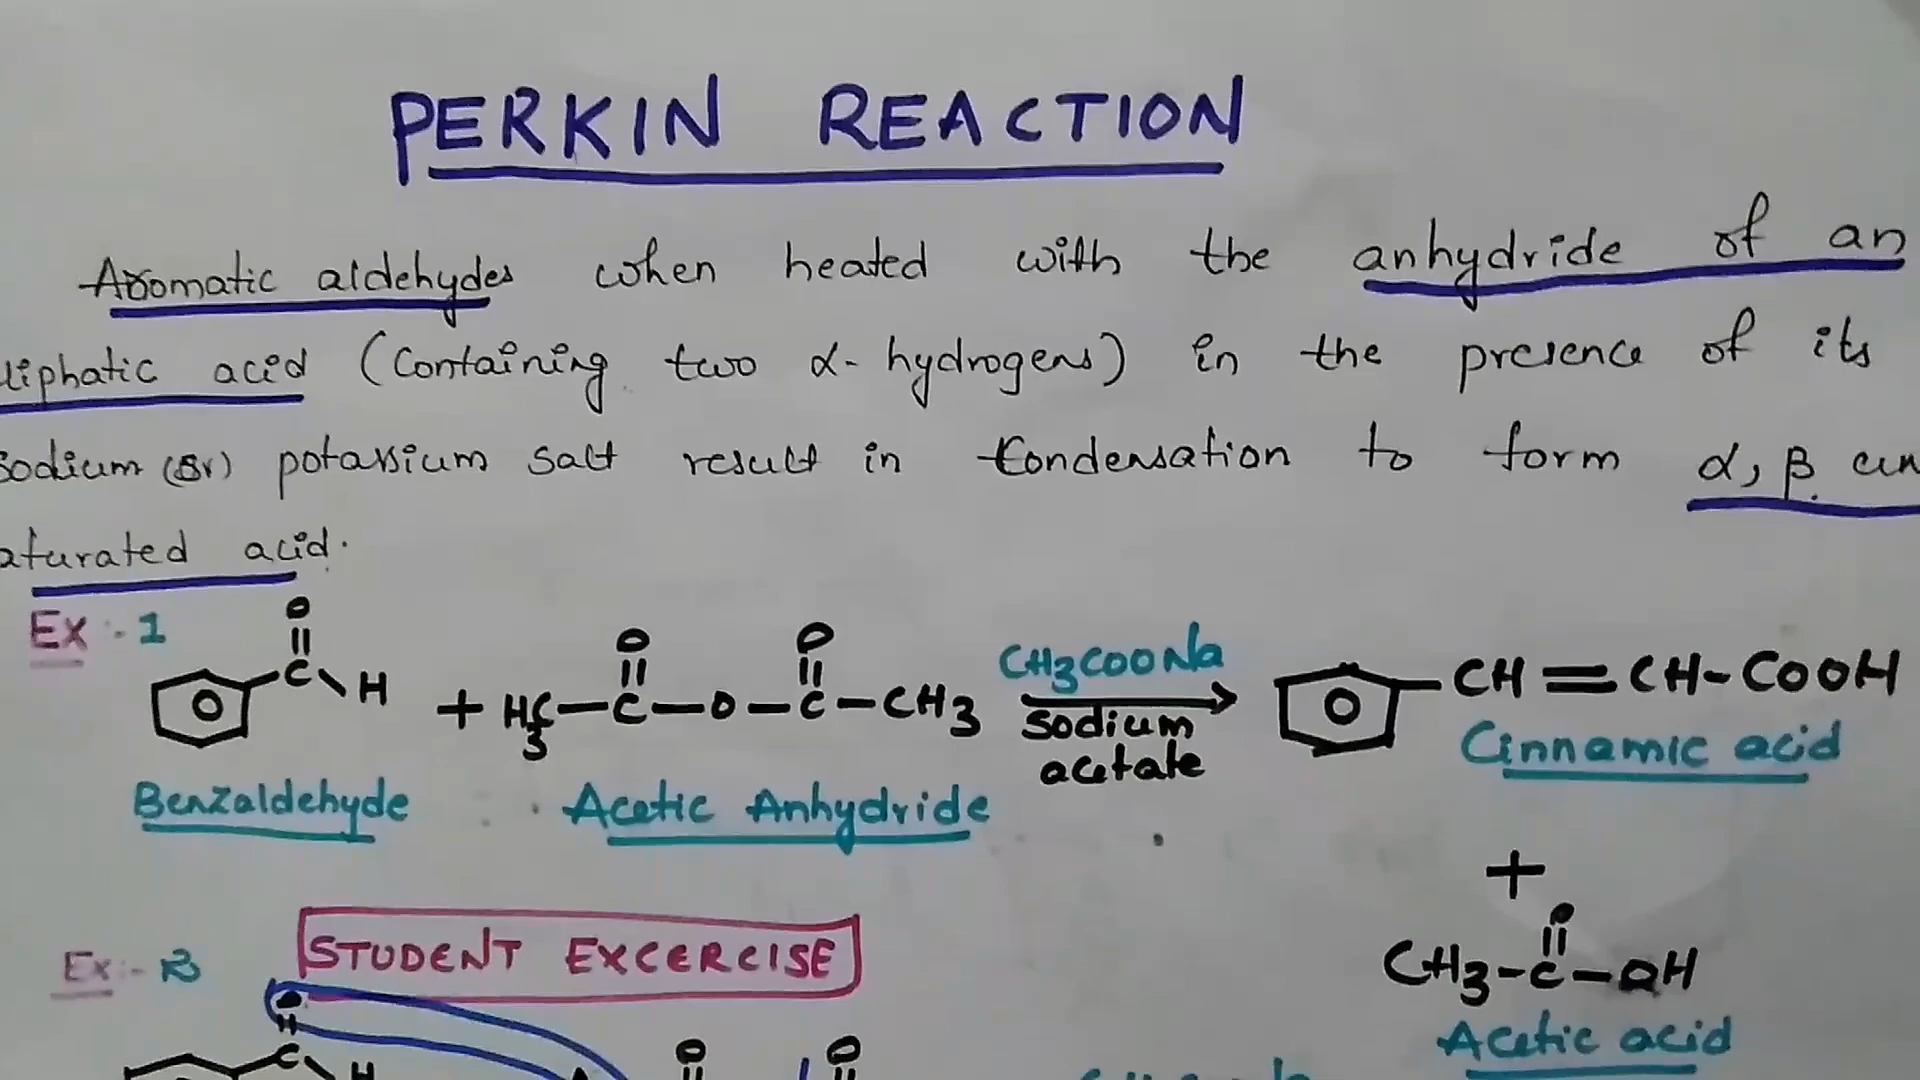 PERKIN REACTION
Aromatic aldehydes when heated with the anhydride of an
liphatic acid (Containing two α-hydrogens) in the presence of its
sodium (or) potassium salt result in Condensation to form α, β un
aturated acid.
Ex:-1
O
O O
C H + H3C-C-O-C-CH3 CH3COONa CH=CH-COOH
Sodium
acetate
Cinnamic acid
Benzaldehyde Acetic Anhydride
+
STUDENT EXCERCISE
Ex:-
O
CH3-C-OH
Acetic acid
O
C H
O O